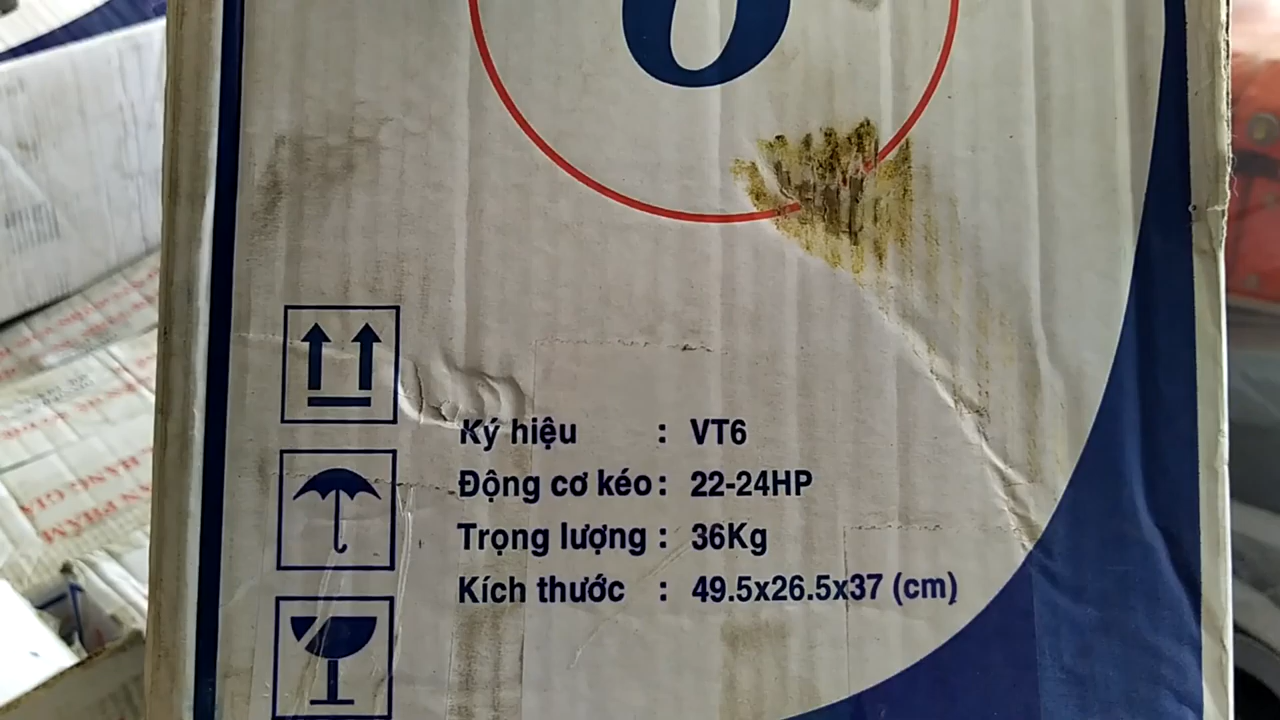 Ký hiệu : VT6
Động cơ kéo : 22-24HP
Trọng lượng : 36Kg
Kích thước : 49.5x26.5x37 (cm)